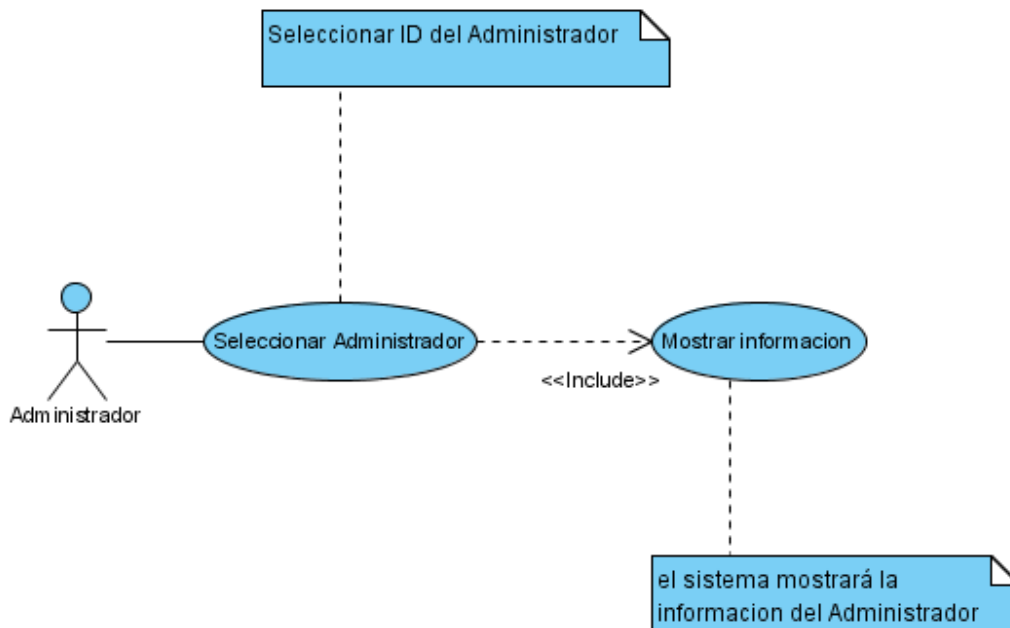 Seleccionar ID del Administrador
Seleccionar Administrador
Mostrar informacion
<<Include>>
Administrador
el sistema mostrará la
informacion del Administrador